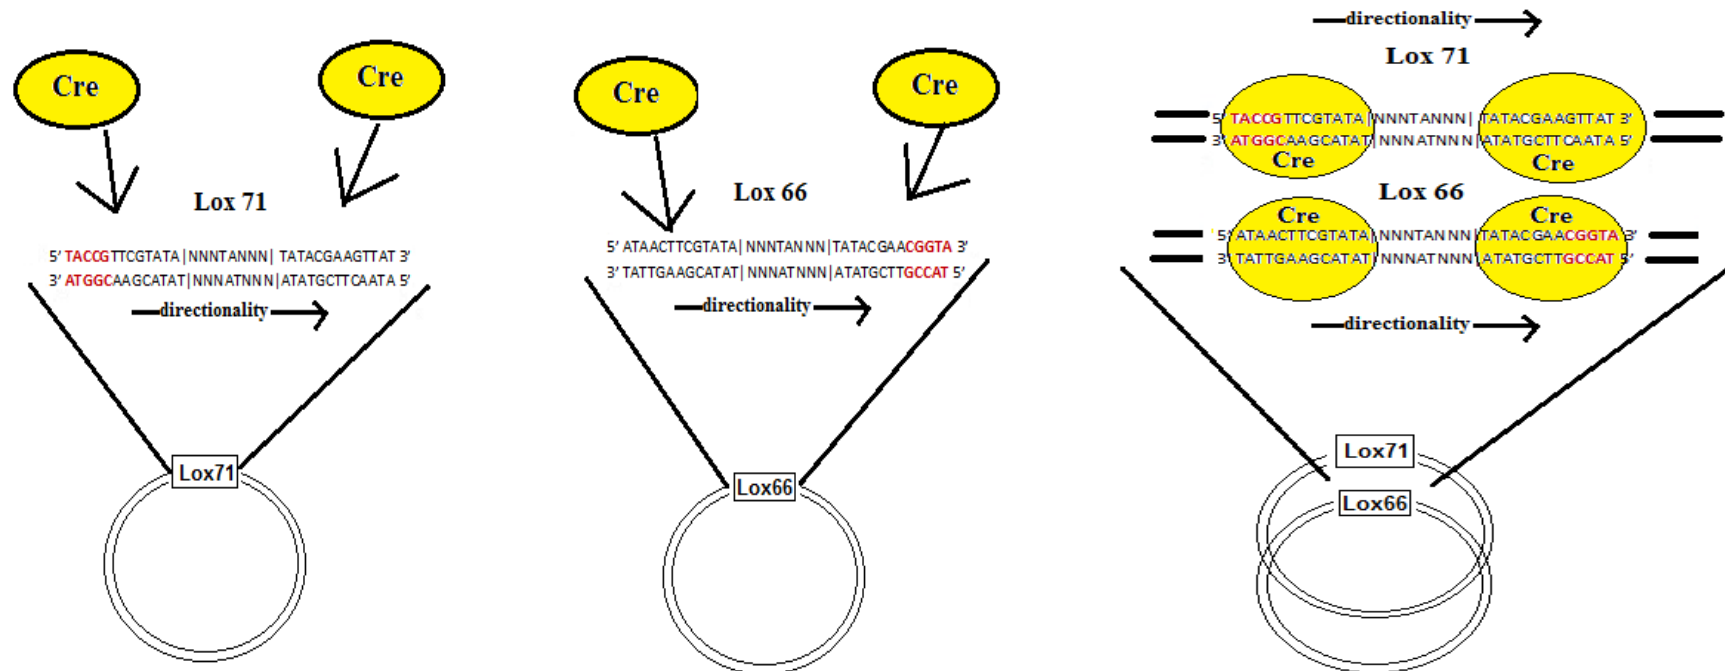 Cre
Cre
Lox 71
5' TACCGTTCGTATA|NNNTANNN| TATACGAAGTTAT 3'
3' ATGGCAAGCATAT|NNNATNNN|ATATGCTTCAATA 5'
directionality
Lox71
Cre
Cre
Lox 66
5' ATAACTTCGTATA|NNNTANNN|TATACGAACGGTA 3'
3' TATTGAAGCATAT|NNNATNNN|ATATGCTTGCCAT 5'
directionality
Lox66
directionality
Lox 71
5' TACCGTTCGTATA|NNNTANNN| TATACGAAGTTAT 3'
3' ATGGCAAGCATAT|NNNATNNN| ATATGCTTCAATA 5'
Cre
Cre
Lox 66
Cre
Cre
5' ATAACTTCGTATA|NNNTANNN|TATACGAACGGTA 3'
3' TATTGAAGCATAT|NNNATNNN|ATATGCTTGCCAT 5'
directionality
Lox71
Lox66